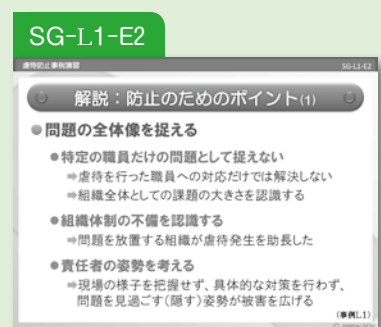 SG-L1-E2
虐待防止事例演習 SG-L1-E2
解説：防止のためのポイント(1)
●問題の全体像を捉える
●特定の職員だけの問題として捉えない
⇒虐待を行った職員への対応だけでは解決しない
⇒組織全体としての課題の大きさを認識する
●組織体制の不備を認識する
⇒問題を放置する組織が虐待発生を助長した
●責任者の姿勢を考える
⇒現場の様子を把握せず、具体的な対策を行わず、
問題を見過ごす(隠す)姿勢が被害を広げる
(事例L.1)